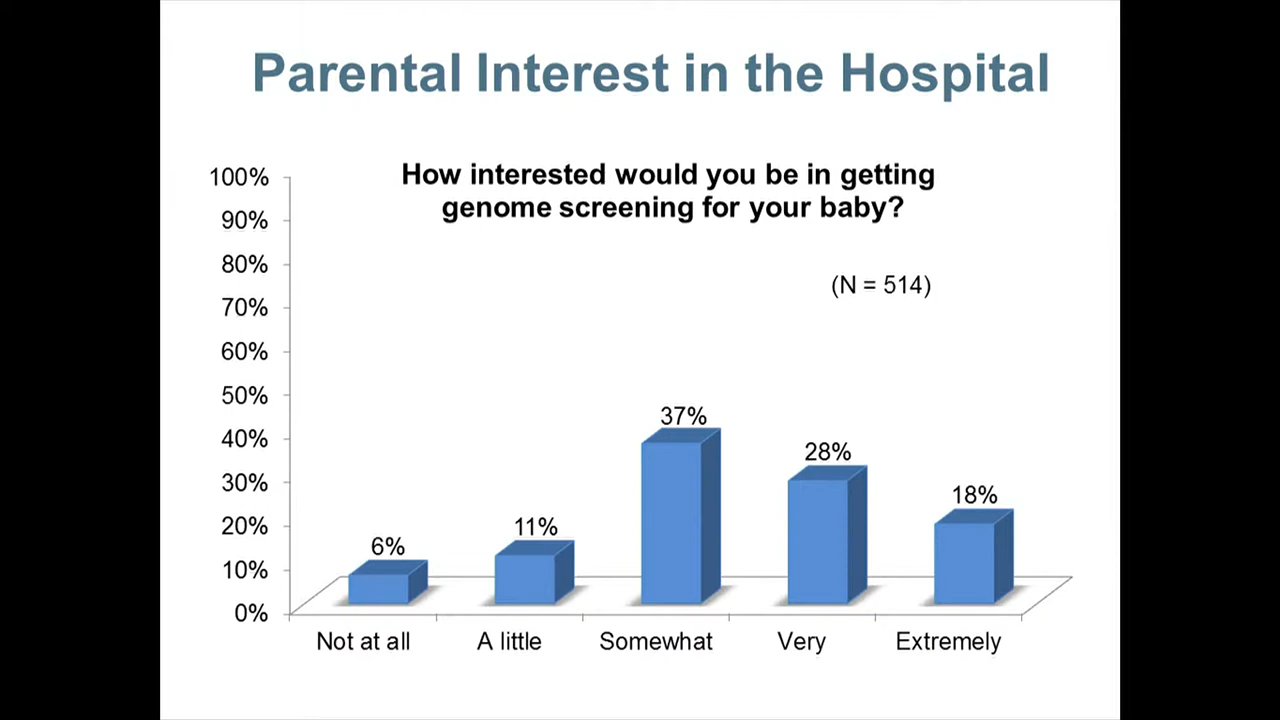 Parental Interest in the Hospital
How interested would you be in getting
genome screening for your baby?
(N = 514)
100%
90%
80%
70%
60%
50%
40%
30%
20%
10%
0%
6%
11%
37%
28%
18%
Not at all
A little
Somewhat
Very
Extremely